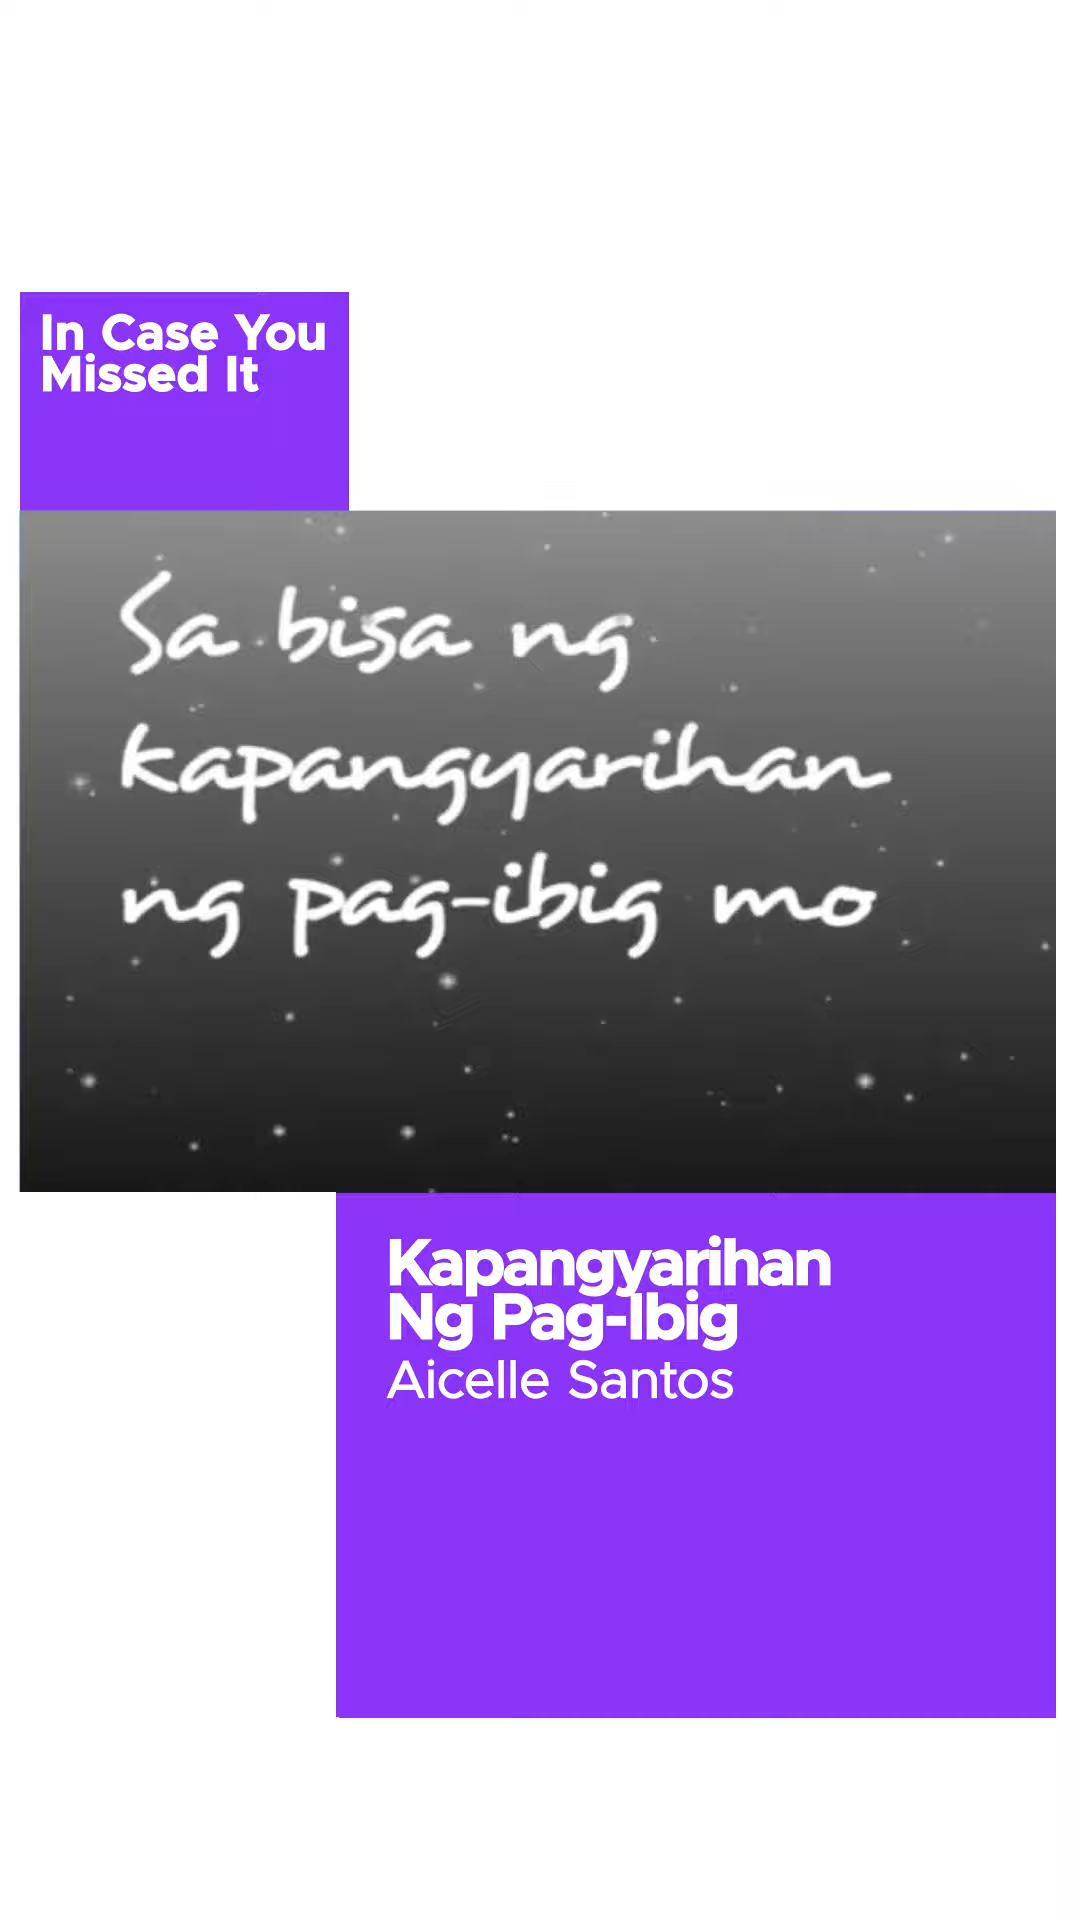 In Case You
Missed It
Sa bisa ng
kapangyarihan
ng pag-ibig mo
Kapangyarihan
Ng Pag-Ibig
Aicelle Santos